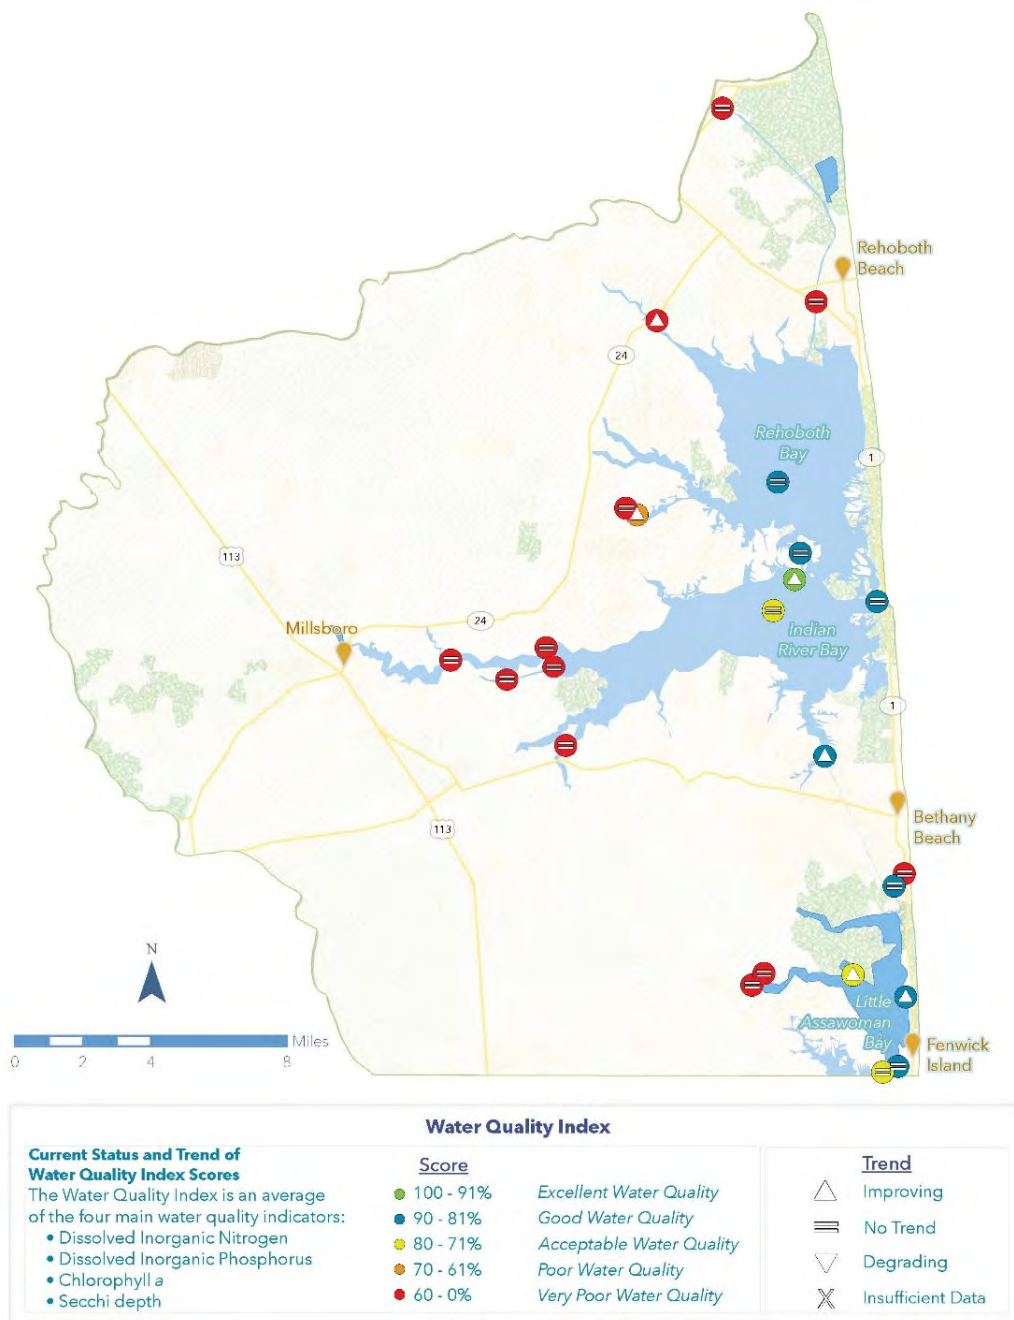 Rehoboth
Beach
24
Rehoboth
Bay
1
113
24
Millsboro
Indian
River Bay
1
Bethany
Beach
113
N
Little
Assawoman
Bay
Fenwick
Island
Miles
0 2 4 8
Water Quality Index
Current Status and Trend of
Water Quality Index Scores
The Water Quality Index is an average
of the four main water quality indicators:
• Dissolved Inorganic Nitrogen
• Dissolved Inorganic Phosphorus
• Chlorophyll a
• Secchi depth
Score
100 - 91% Excellent Water Quality
90 - 81% Good Water Quality
80 - 71% Acceptable Water Quality
70 - 61% Poor Water Quality
60 - 0% Very Poor Water Quality
Trend
Improving
No Trend
Degrading
Insufficient Data